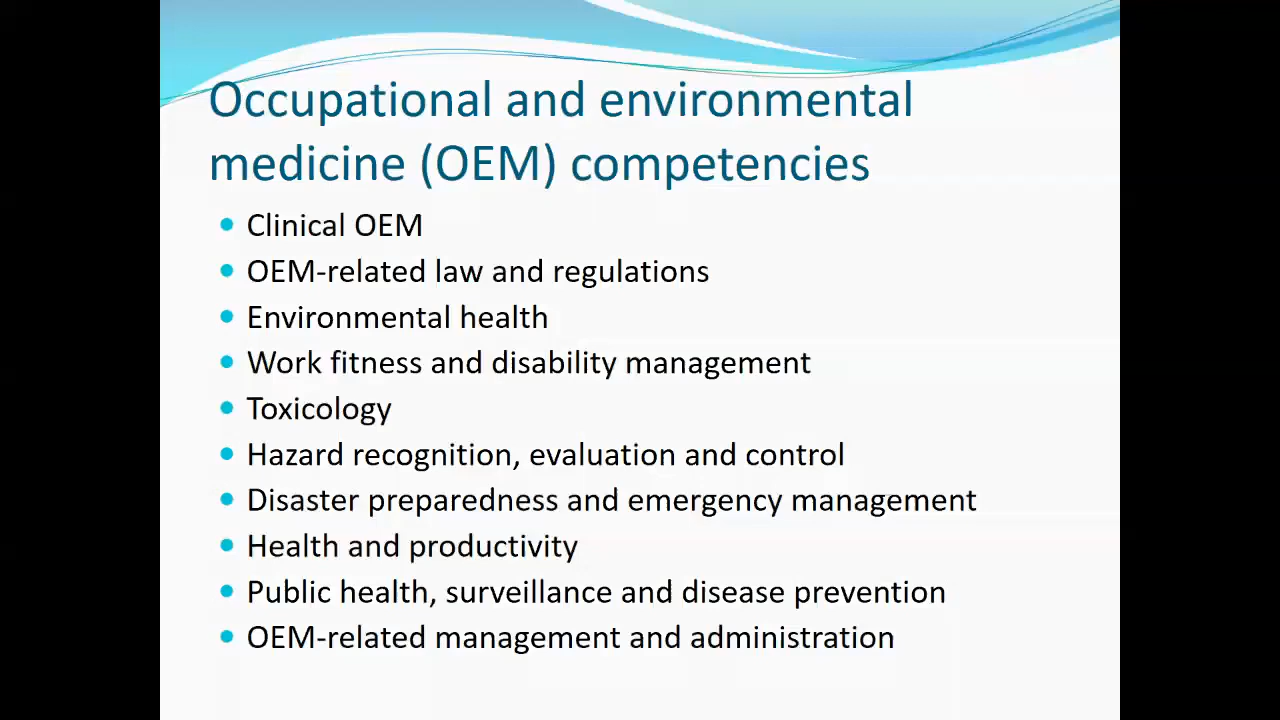 Occupational and environmental
medicine (OEM) competencies
Clinical OEM
OEM-related law and regulations
Environmental health
Work fitness and disability management
Toxicology
Hazard recognition, evaluation and control
Disaster preparedness and emergency management
Health and productivity
Public health, surveillance and disease prevention
OEM-related management and administration